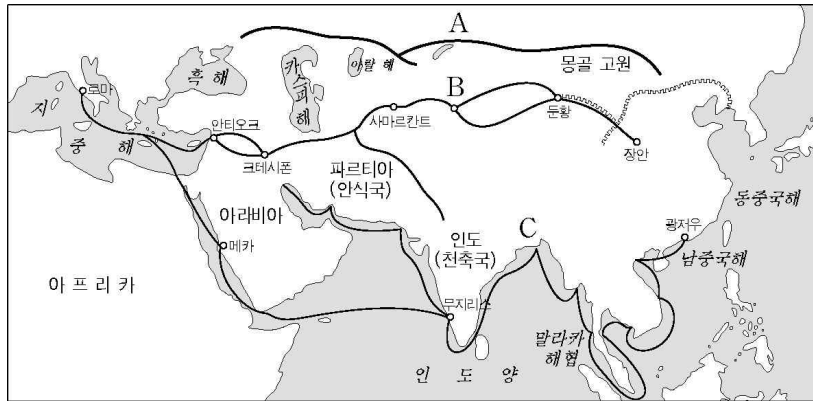 A
몽골 고원
흑해
카스피해
아랄 해
로마
지중해
B
안티오크
사마르칸트
둔황
장안
크테시폰
파르티아
(안식국)
동중국해
아라비아
C
광저우
메카
인도
(천축국)
남중국해
아프리카
무지리스
말라카
해협
인도양